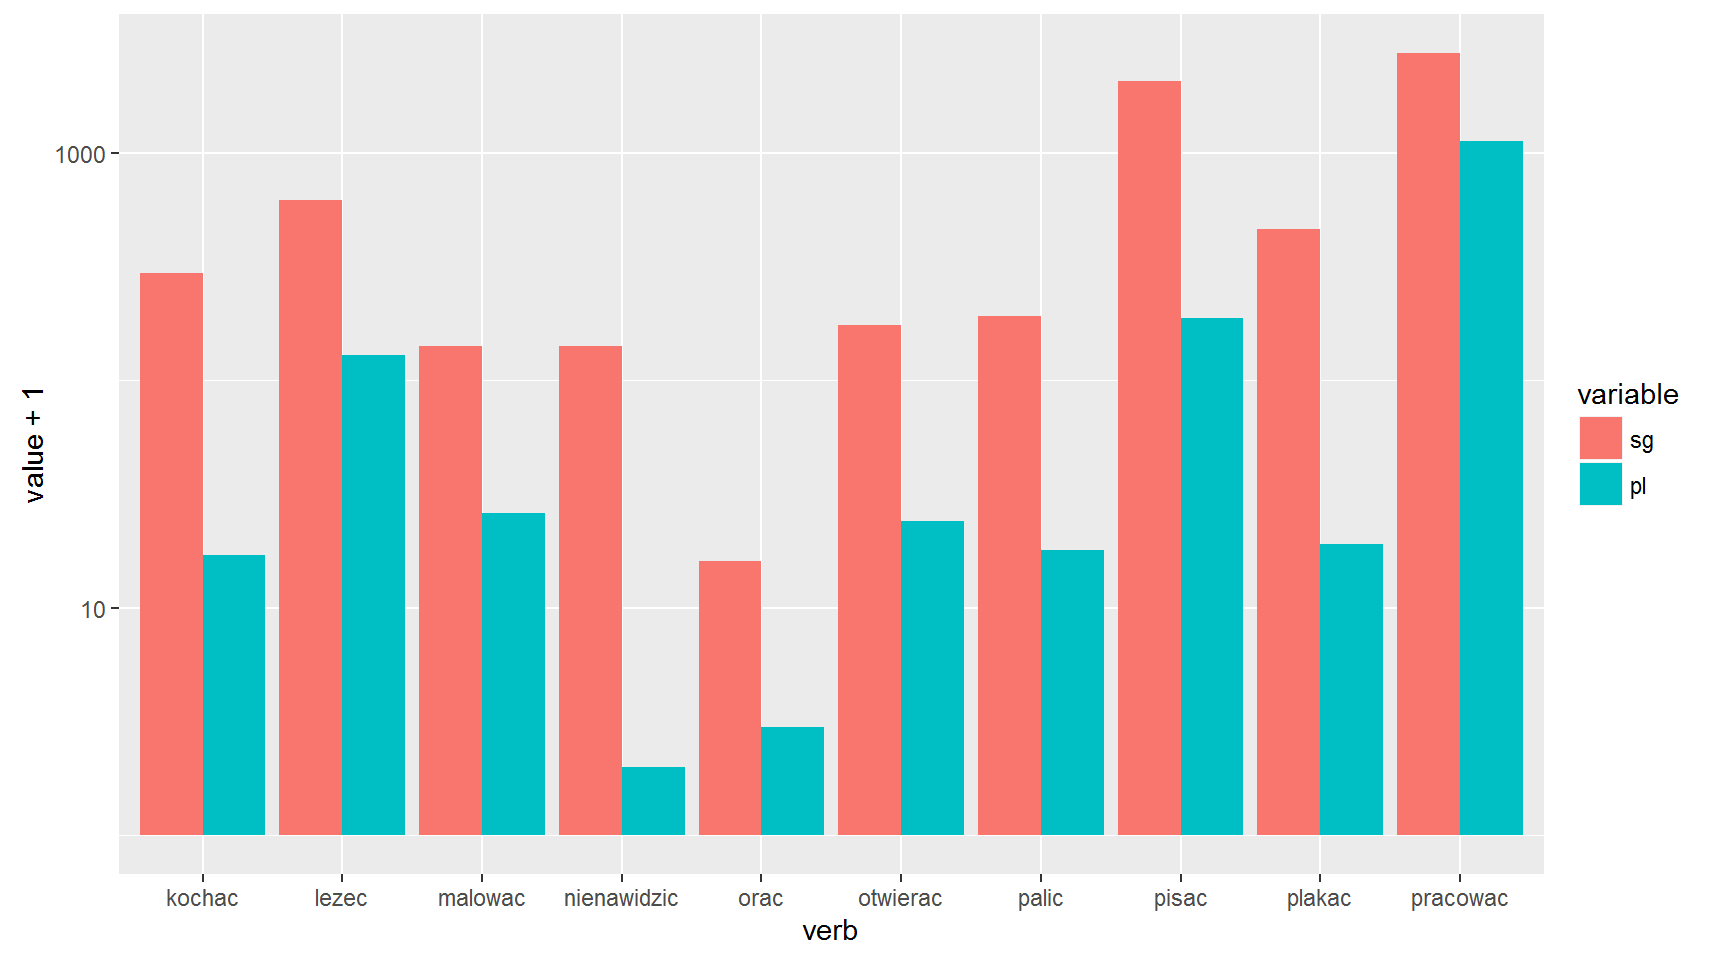 1000
10
value + 1
kochac lezec malowac nienawidzic orac otwierac palic pisac plakac pracowac
verb
variable
sg
pl